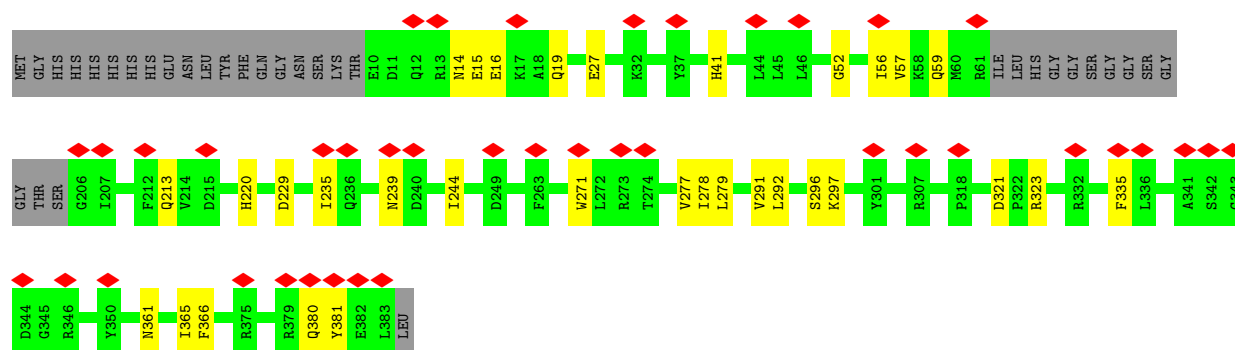 MET GLY HIS HIS HIS HIS HIS HIS GLU ASN LEU TYR PHE GLN GLY ASN SER LYS THR E10 D11 Q12 R13 N14 E15 E16 K17 A18 Q19 E27 K32 Y37 H41 L44 L45 L46 G52 I56 V57 K58 Q59 M60 R61 ILE LEU HIS GLY GLY SER GLY GLY SER GLY
GLY THR SER G206 I207 F212 Q213 V214 D215 H220 D229 I235 Q236 N239 D240 I244 D249 F263 W271 L272 R273 T274 V277 I278 L279 V291 L292 S296 K297 Y301 R307 P318 D321 P322 R323 R332 F335 L336 A341 S342
D344 G345 R346 Y350 N361 I365 F366 R375 R379 Q380 Y381 E382 L383 LEU